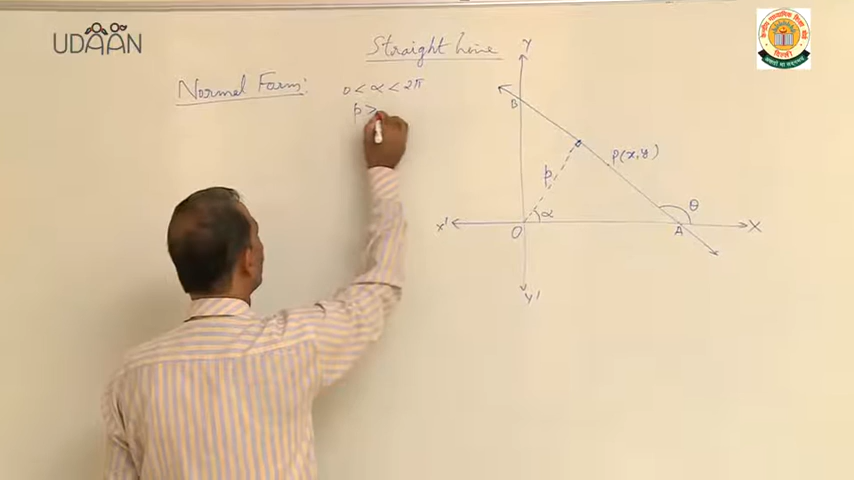 UDAAN
Straight Line
Normal Form:
0 < α < 2π
p >
Y
B
P(x,y)
p
θ
α
X'
O
A
X
Y'